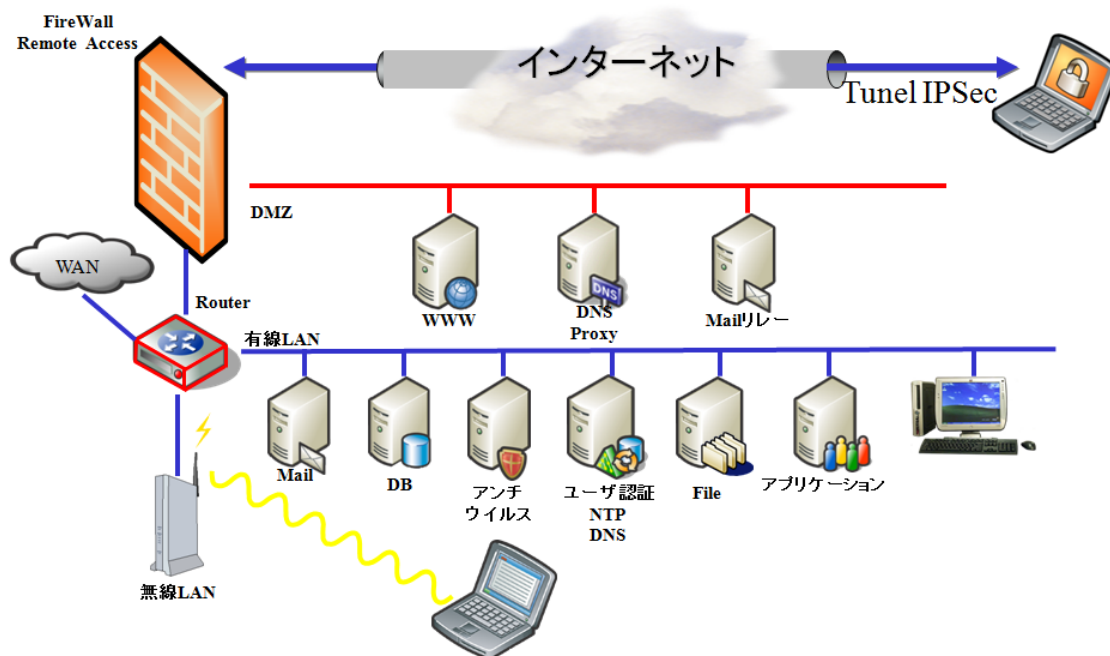 FireWall
Remote Access
インターネット
Tunel IPSec
DMZ
WAN
Router
WWW
DNS
DNS
Proxy
Mailリレー
有線LAN
Mail
DB
アンチ
ウイルス
ユーザ認証
NTP
DNS
File
アプリケーション
無線LAN